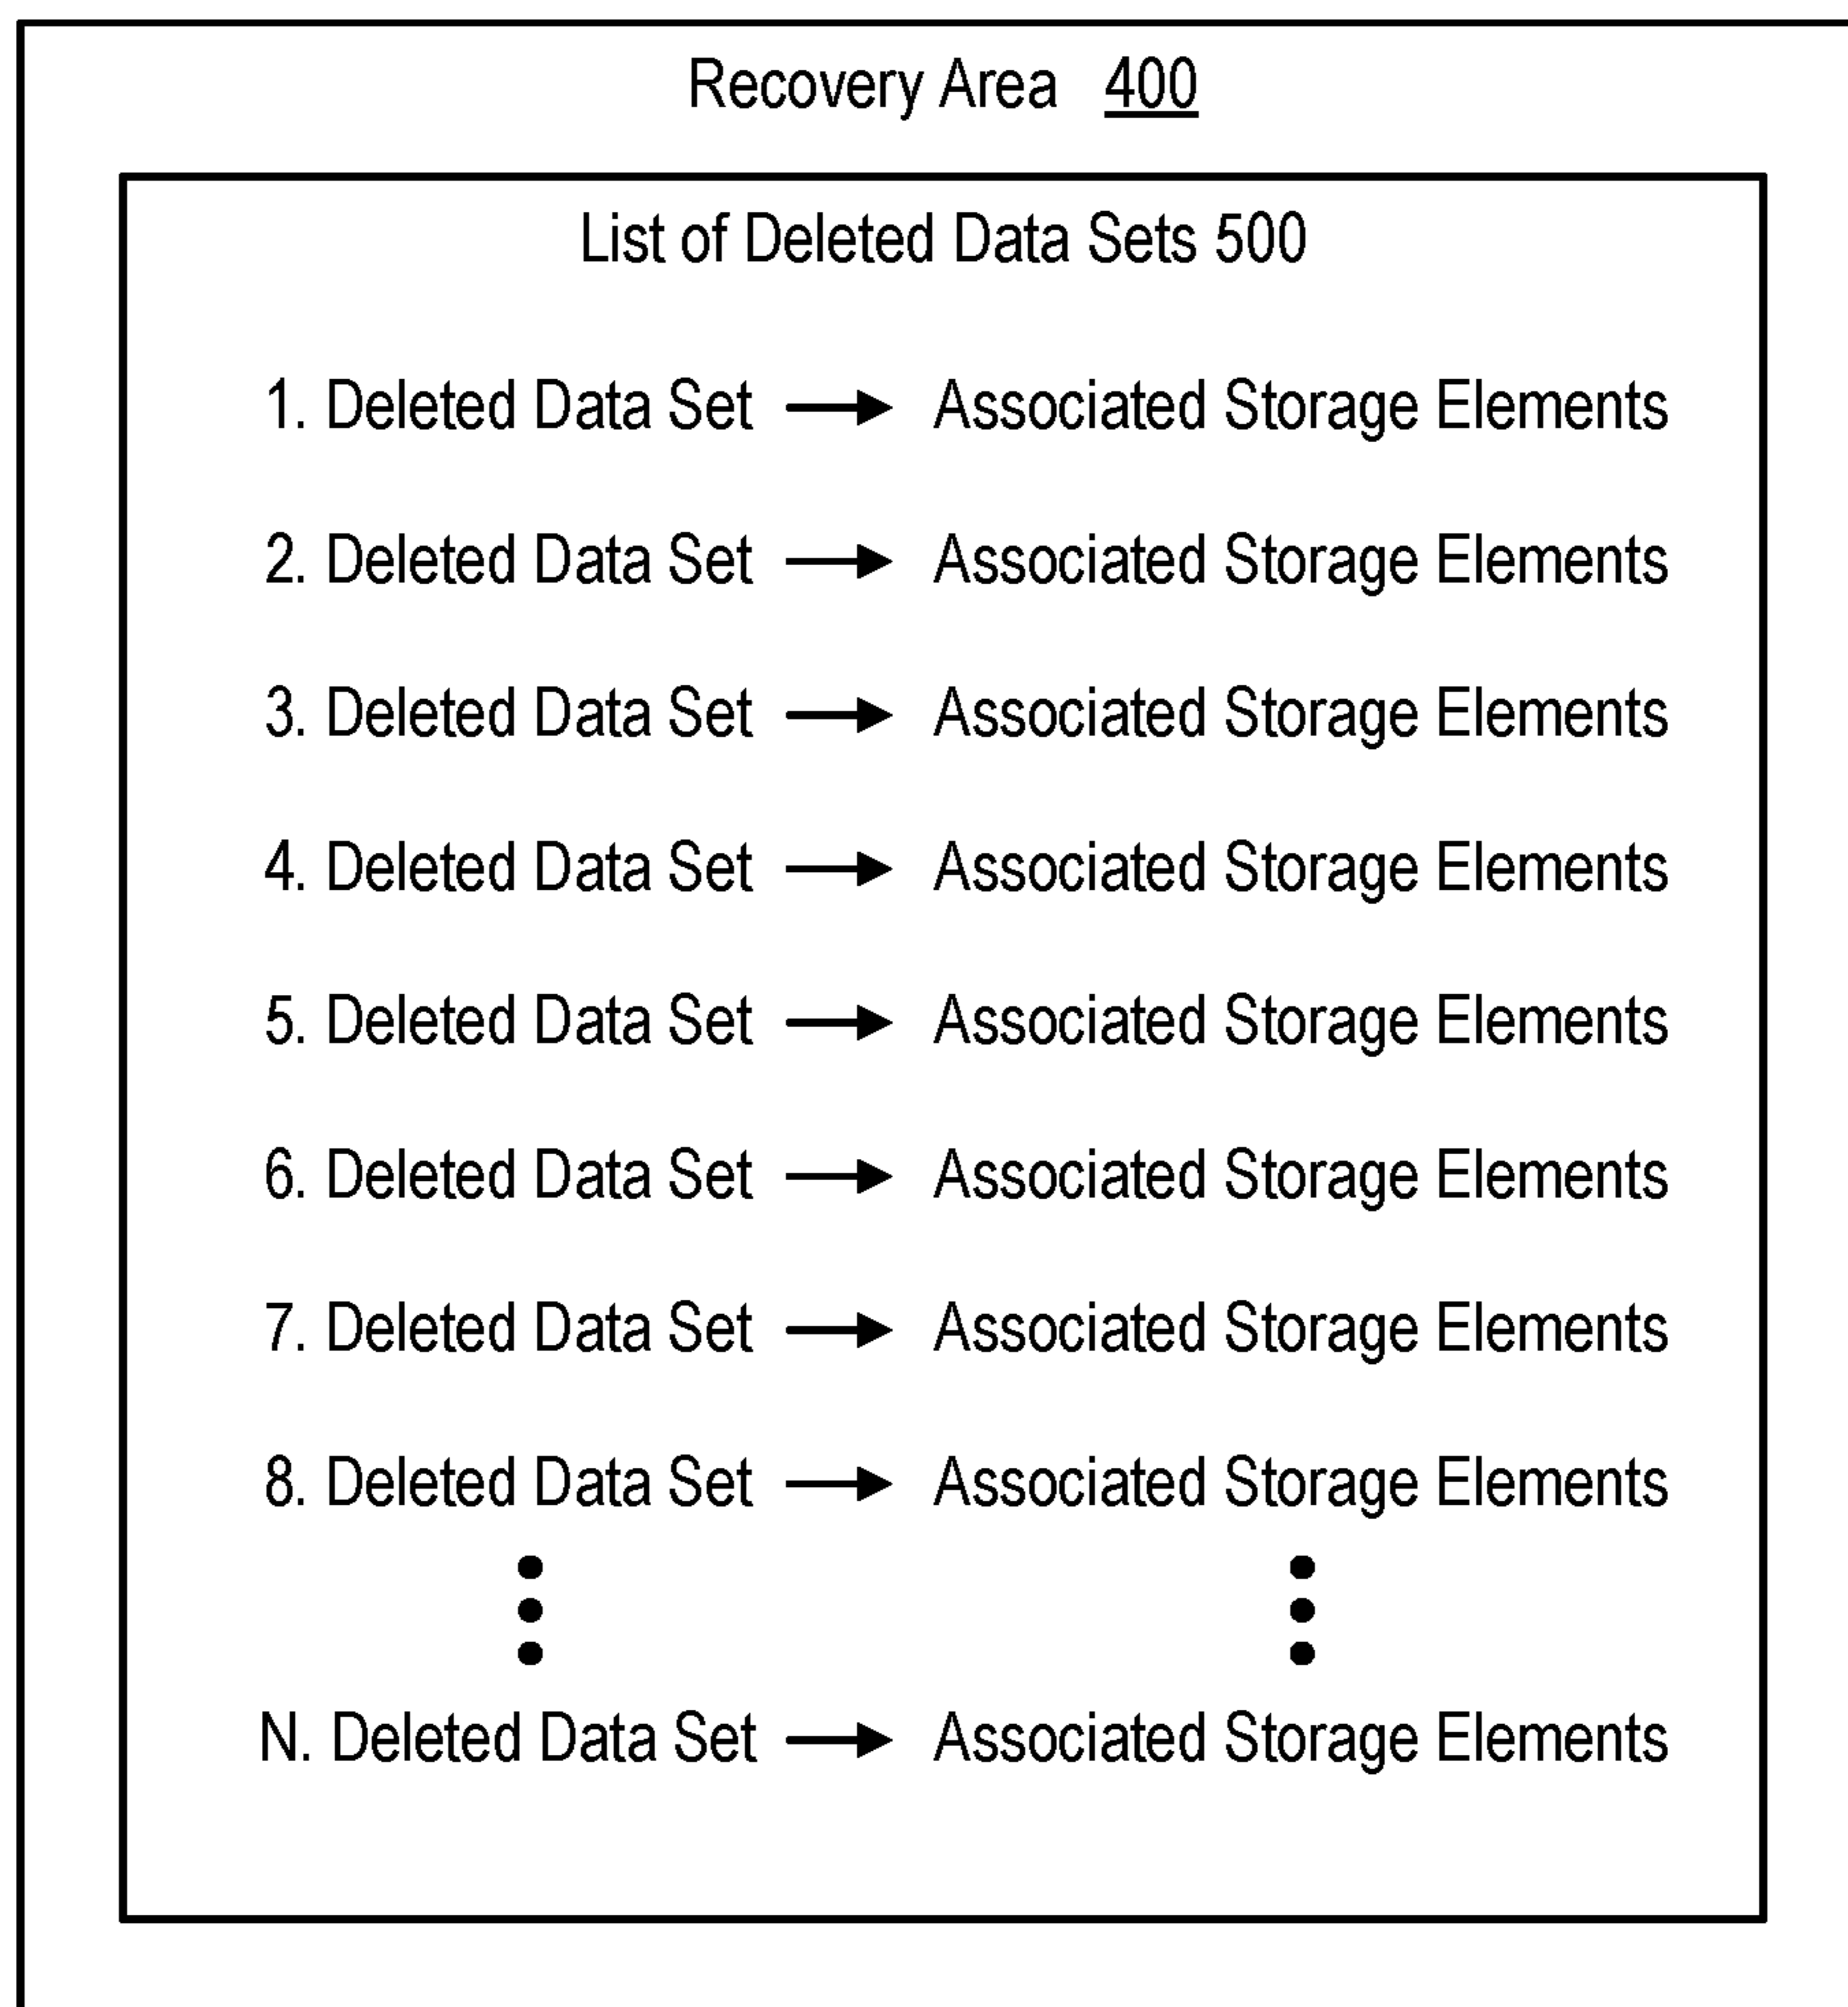 Recovery Area 400
List of Deleted Data Sets 500
1. Deleted Data Set → Associated Storage Elements
2. Deleted Data Set → Associated Storage Elements
3. Deleted Data Set → Associated Storage Elements
4. Deleted Data Set → Associated Storage Elements
5. Deleted Data Set → Associated Storage Elements
6. Deleted Data Set → Associated Storage Elements
7. Deleted Data Set → Associated Storage Elements
8. Deleted Data Set → Associated Storage Elements
N. Deleted Data Set → Associated Storage Elements